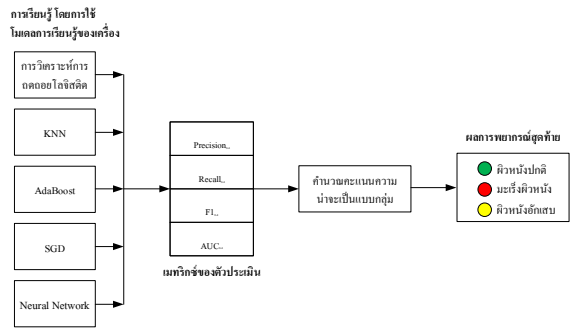 การเรียนรู้ โดยการใช้
โมเดลการเรียนรู้ของเครื่อง
การวิเคราะห์การ
ถดถอยโลจิสติค
KNN
AdaBoost
SGD
Neural Network
Precision
Recall
F1
AUC
เมทริกซ์ของตัวประเมิน
คำนวณคะแนนความ
น่าจะเป็นแบบกลุ่ม
ผลการพยากรณ์สุดท้าย
ผิวหนังปกติ
มะเร็งผิวหนัง
ผิวหนังอักเสบ